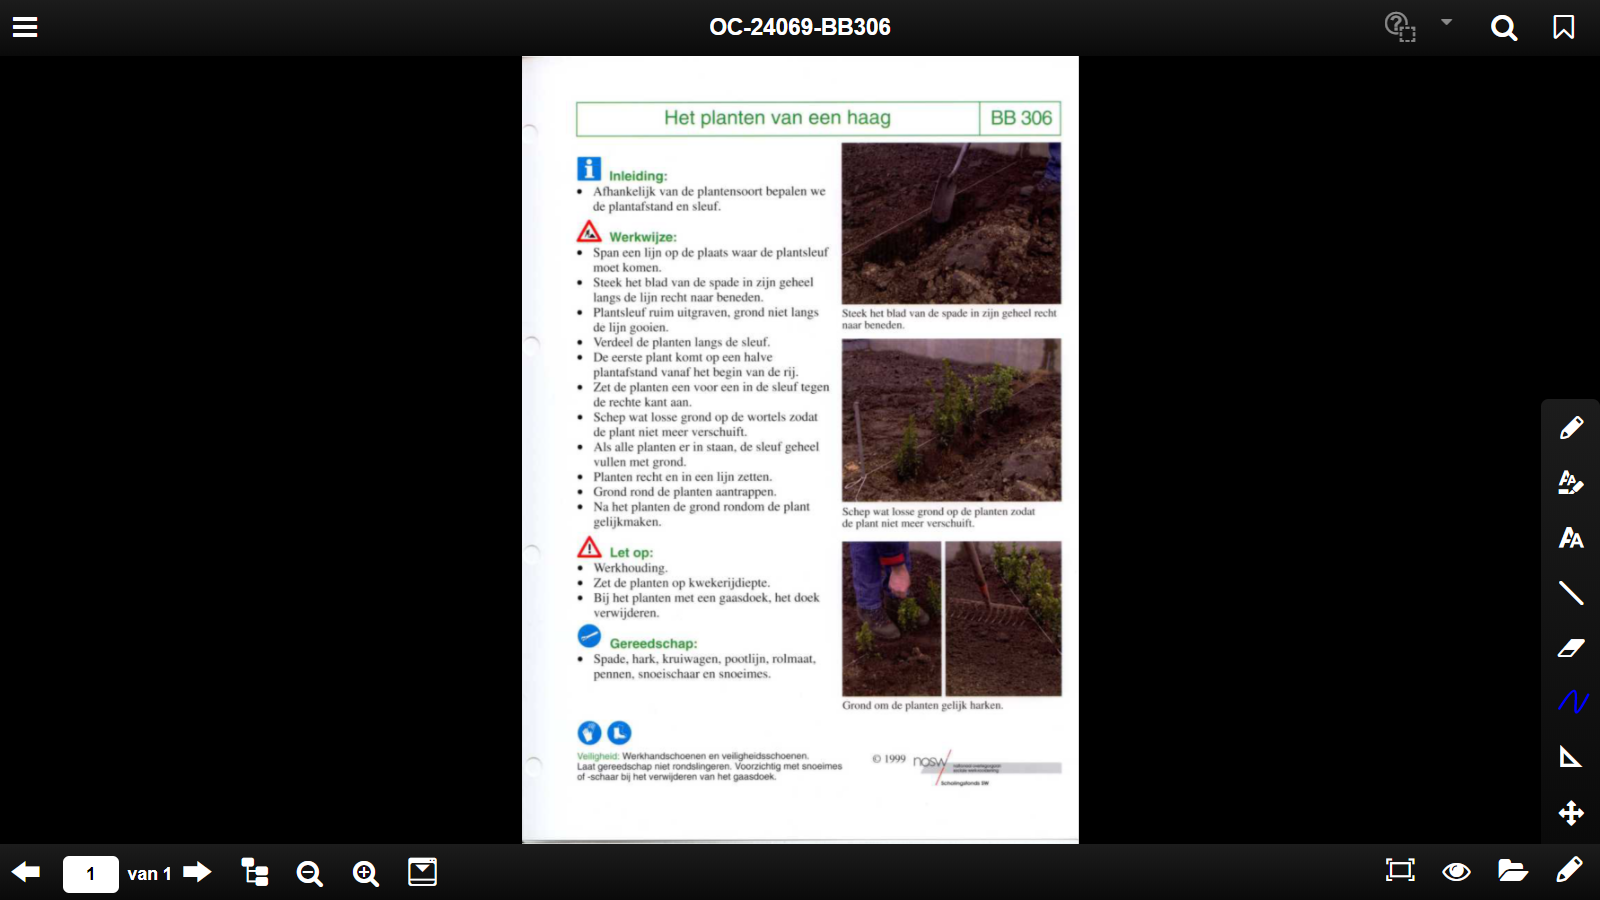 OC-24069-BB306
Het planten van een haag
BB 306
Inleiding:
• Afhankelijk van de plantensoort bepalen we
de plantafstand en sleuf.
Werkwijze:
• Span een lijn op de plaats waar de plantsleuf
moet komen.
• Steek het blad van de spade in zijn geheel
langs de lijn recht naar beneden.
• Plantsleuf ruim uitgraven, grond niet langs
de lijn gooien.
• Verdeel de planten langs de sleuf.
• De eerste plant komt op een halve
plantafstand vanaf het begin van de rij.
• Zet de planten een voor een in de sleuf tegen
de rechte kant aan.
• Schep wat losse grond op de wortels zodat
de plant niet meer verschuift.
• Als alle planten er in staan, de sleuf geheel
vullen met grond.
• Planten recht en in een lijn zetten.
• Grond rond de planten aantrappen.
• Na het planten de grond rondom de plant
gelijkmaken.
Let op:
• Werkhouding.
• Zet de planten op kwekerijdiepte.
• Bij het planten met een gaasdoek, het doek
verwijderen.
Gereedschap:
• Spade, hark, kruiwagen, pootlijn, rolmaat,
pennen, snoeischaar en snoeimes.
Steek het blad van de spade in zijn geheel recht
naar beneden.
Schep wat losse grond op de planten zodat
de plant niet meer verschuift.
Grond om de planten gelijk harken.
Veiligheid: Werkhandschoenen en veiligheidsschoenen.
Laat gereedschap niet rondslingeren. Voorzichtig met snoeimes
of -schaar bij het verwijderen van het gaasdoek.
© 1999 nosw
Scholingsfonds SW
1 van 1